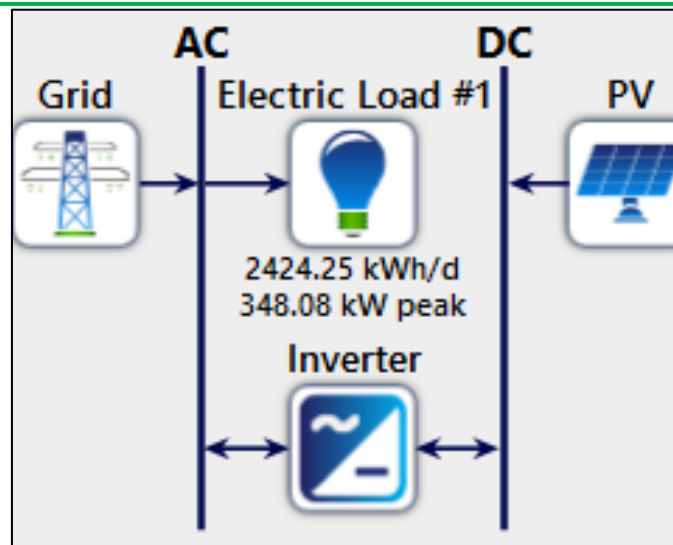 AC DC
Grid Electric Load #1 PV
2424.25 kWh/d
348.08 kW peak
Inverter